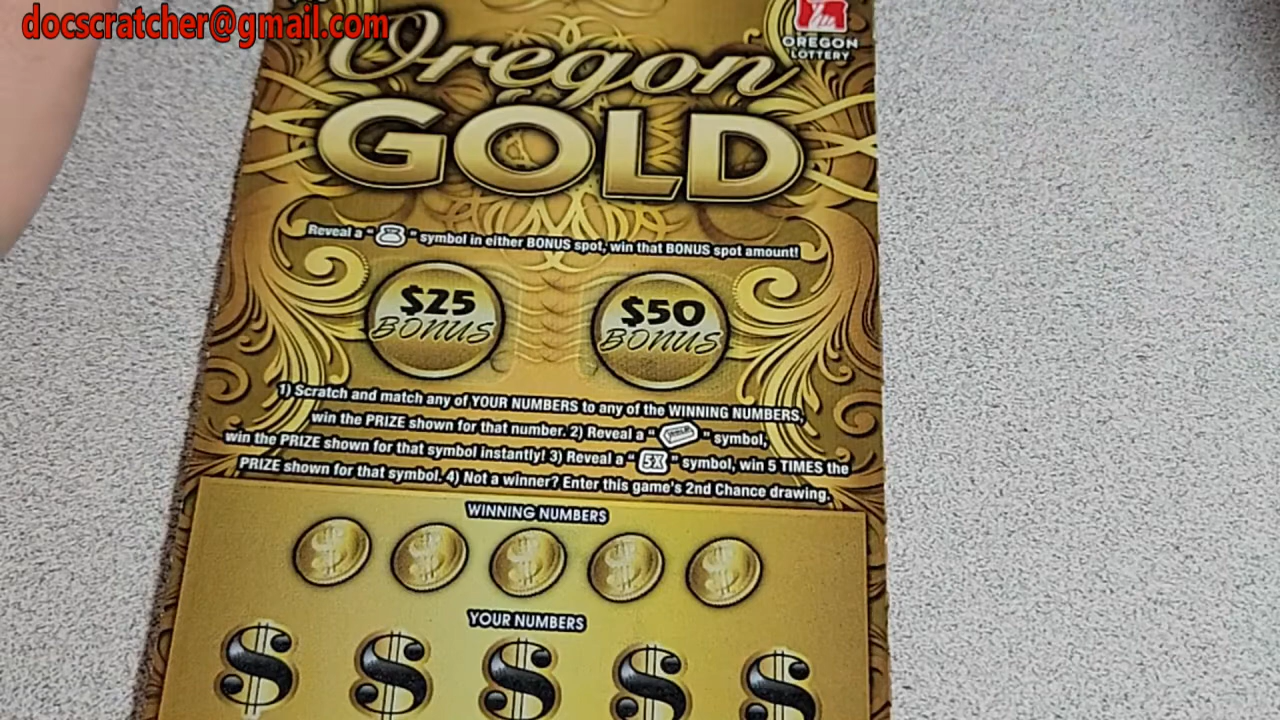 docscratcher@gmail.com
Oregon
GOLD
OREGON
LOTTERY
Reveal a " " symbol in either BONUS spot, win that BONUS spot amount!
$25
BONUS
$50
BONUS
1) Scratch and match any of YOUR NUMBERS to any of the WINNING NUMBERS,
win the PRIZE shown for that number. 2) Reveal a " " symbol,
win the PRIZE shown for that symbol instantly! 3) Reveal a "5X" symbol, win 5 TIMES the
PRIZE shown for that symbol. 4) Not a winner? Enter this game's 2nd Chance drawing.
WINNING NUMBERS
$ $ $ $ $
YOUR NUMBERS
$ $ $ $ $